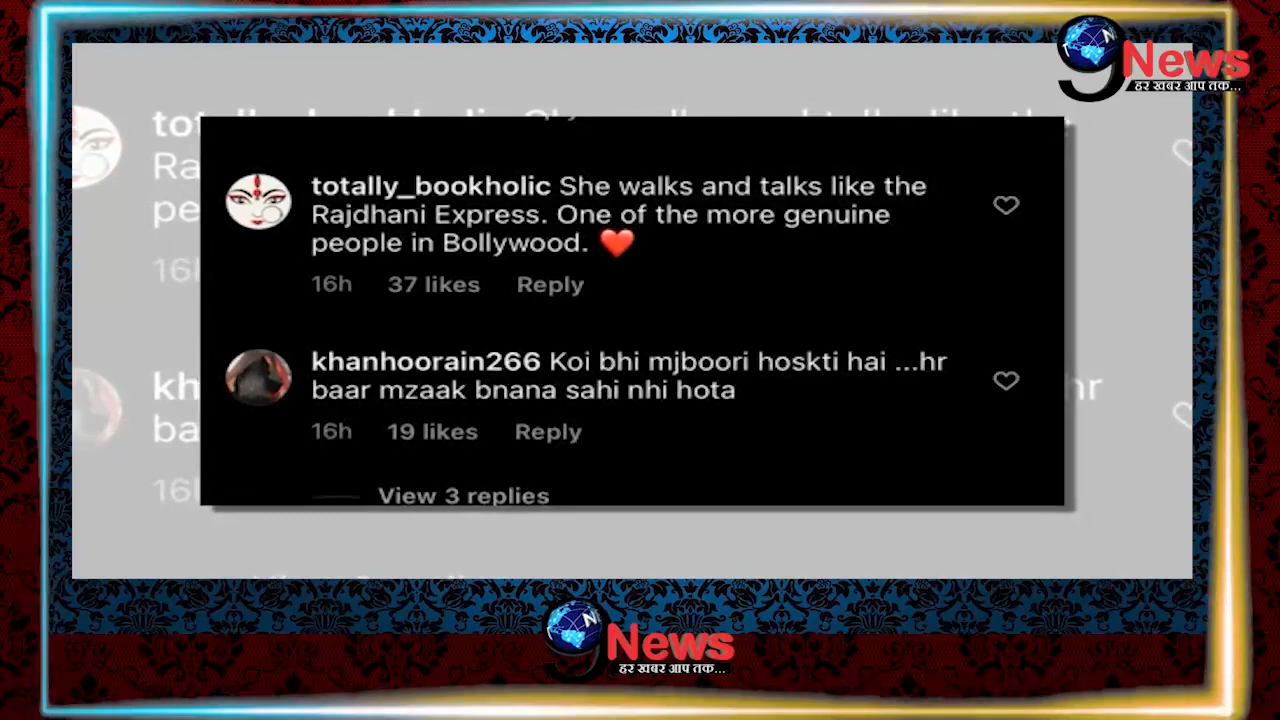 9 News
हर खबर आप तक...
totally_bookholic She walks and talks like the
Rajdhani Express. One of the more genuine
people in Bollywood. ❤️
16h 37 likes Reply
khanhoorain266 Koi bhi mjboori hoskti hai ...hr
baar mzaak bnana sahi nhi hota
16h 19 likes Reply
View 3 replies
9 News
हर खबर आप तक...